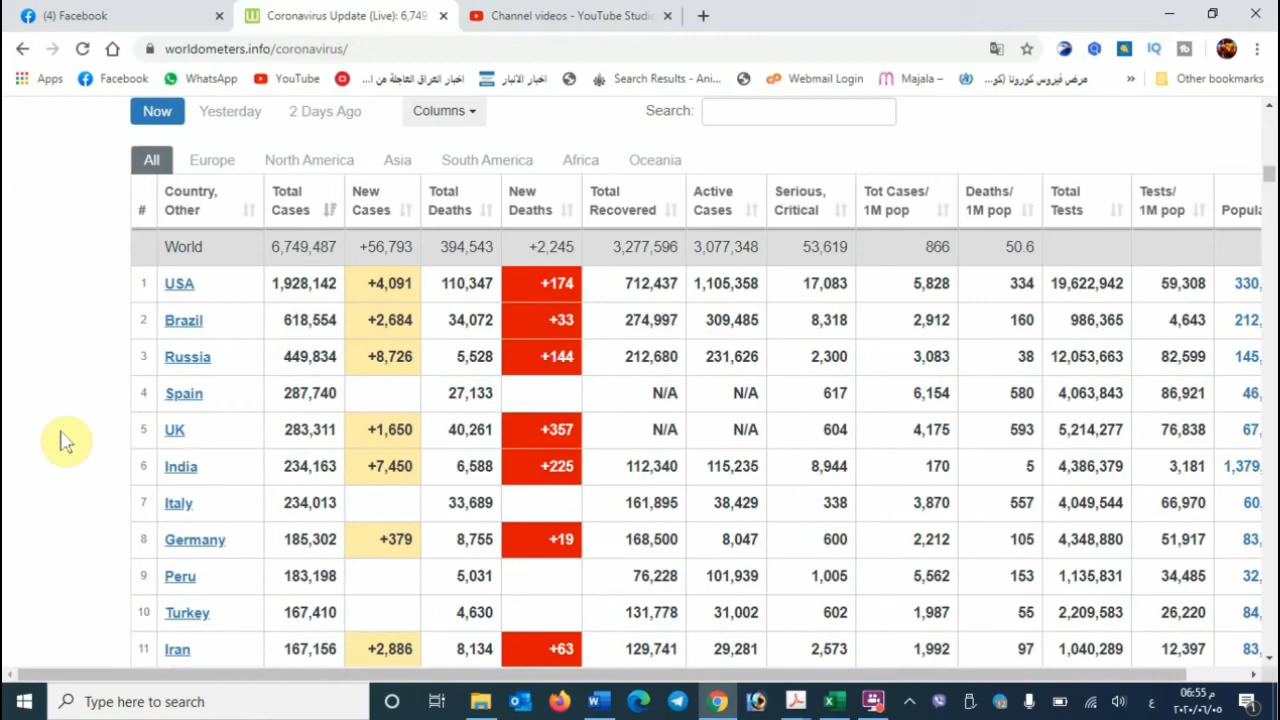 (4) Facebook
Coronavirus Update (Live): 6,749
Channel videos - YouTube Studio
worldometers.info/coronavirus/
IQ
Apps Facebook WhatsApp YouTube اخبار العراق العاجلة من ا... اخبار الانبار Search Results - Ani... Webmail Login Majala – عرض فيروس كورونا (كو... » Other bookmarks
Now Yesterday 2 Days Ago Columns Search:
All Europe North America Asia South America Africa Oceania
# Country, Other Total Cases New Cases Total Deaths New Deaths Total Recovered Active Cases Serious, Critical Tot Cases/ 1M pop Deaths/ 1M pop Total Tests Tests/ 1M pop Popula
World 6,749,487 +56,793 394,543 +2,245 3,277,596 3,077,348 53,619 866 50.6
1 USA 1,928,142 +4,091 110,347 +174 712,437 1,105,358 17,083 5,828 334 19,622,942 59,308 330,
2 Brazil 618,554 +2,684 34,072 +33 274,997 309,485 8,318 2,912 160 986,365 4,643 212,
3 Russia 449,834 +8,726 5,528 +144 212,680 231,626 2,300 3,083 38 12,053,663 82,599 145,
4 Spain 287,740 27,133 N/A N/A 617 6,154 580 4,063,843 86,921 46,
5 UK 283,311 +1,650 40,261 +357 N/A N/A 604 4,175 593 5,214,277 76,838 67,
6 India 234,163 +7,450 6,588 +225 112,340 115,235 8,944 170 5 4,386,379 3,181 1,379,
7 Italy 234,013 33,689 161,895 38,429 338 3,870 557 4,049,544 66,970 60,
8 Germany 185,302 +379 8,755 +19 168,500 8,047 600 2,212 105 4,348,880 51,917 83,
9 Peru 183,198 5,031 76,228 101,939 1,005 5,562 153 1,135,831 34,485 32,
10 Turkey 167,410 4,630 131,778 31,002 602 1,987 55 2,209,583 26,220 84,
11 Iran 167,156 +2,886 8,134 +63 129,741 29,281 2,573 1,992 97 1,040,289 12,397 83,
Type here to search
ع
06:55 م
٢٠٢٠/٠٦/٠٥